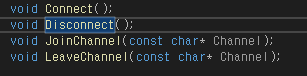 void Connect();
void Disconnect();
void JoinChannel(const char* Channel);
void LeaveChannel(const char* Channel);